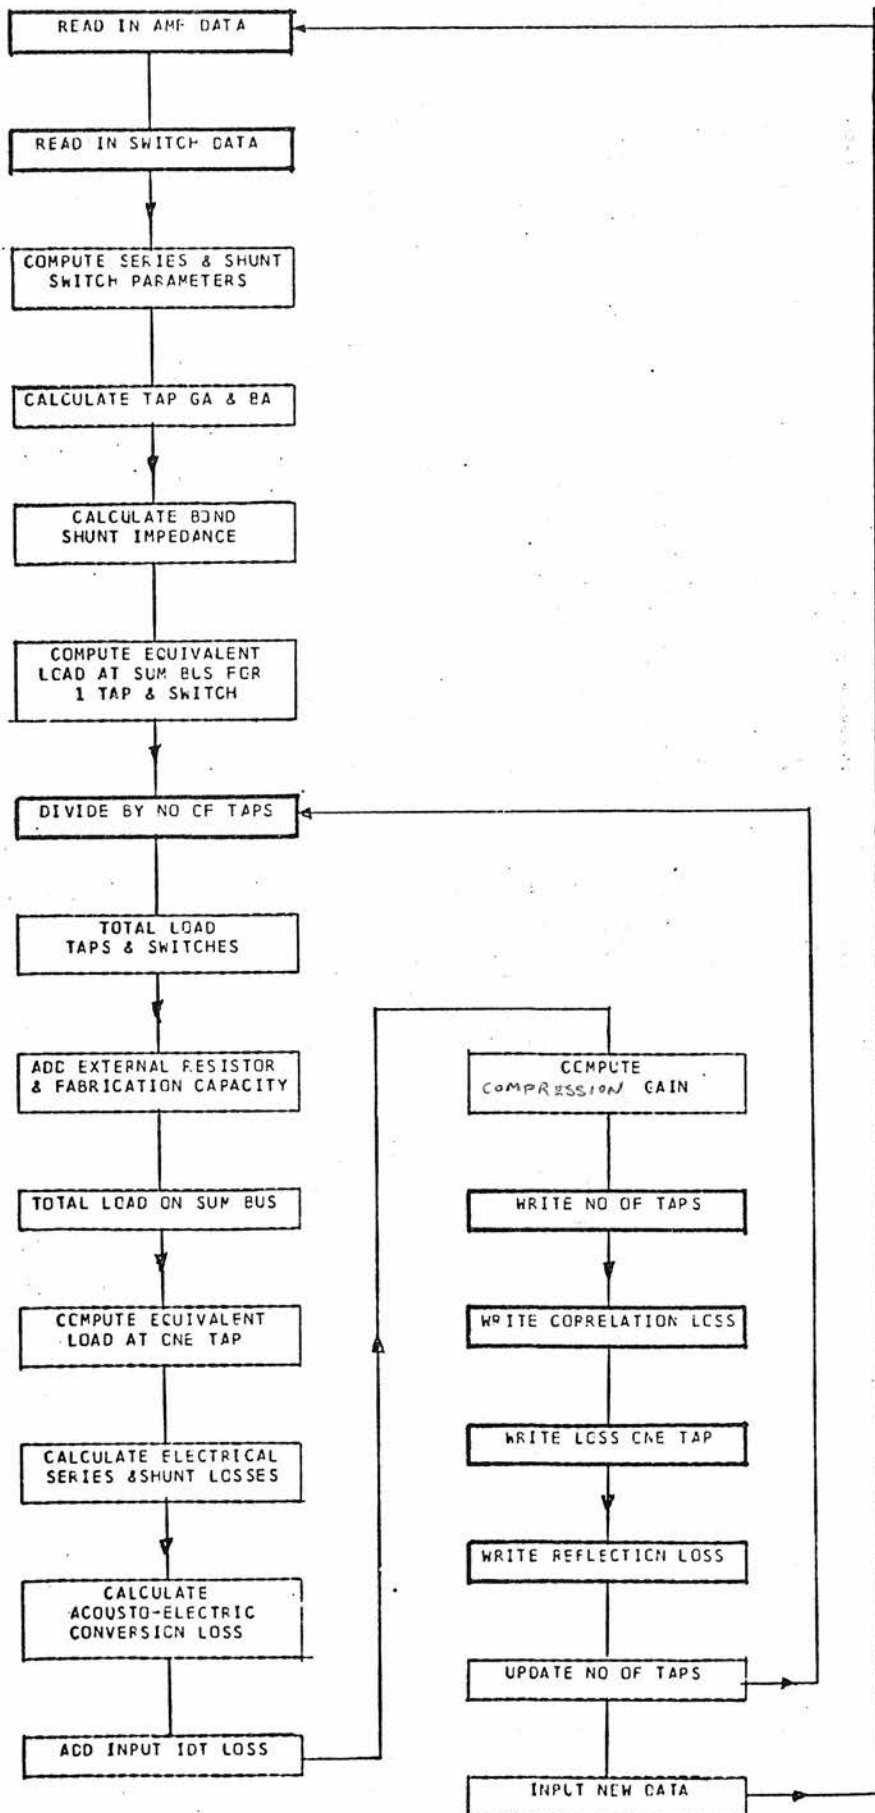 READ IN AMP DATA
READ IN SWITCH DATA
COMPUTE SERIES & SHUNT
SWITCH PARAMETERS
CALCULATE TAP GA & BA
CALCULATE BOND
SHUNT IMPEDANCE
COMPUTE EQUIVALENT
LOAD AT SUM BUS FOR
1 TAP & SWITCH
DIVIDE BY NO OF TAPS
TOTAL LOAD
TAPS & SWITCHES
ADD EXTERNAL RESISTOR
& FABRICATION CAPACITY
TOTAL LOAD ON SUM BUS
COMPUTE EQUIVALENT
LOAD AT ONE TAP
CALCULATE ELECTRICAL
SERIES &SHUNT LOSSES
CALCULATE
ACOUSTO-ELECTRIC
CONVERSION LOSS
ADD INPUT IDT LOSS
COMPUTE
COMPRESSION GAIN
WRITE NO OF TAPS
WRITE CORRELATION LOSS
WRITE LOSS ONE TAP
WRITE REFLECTION LOSS
UPDATE NO OF TAPS
INPUT NEW DATA